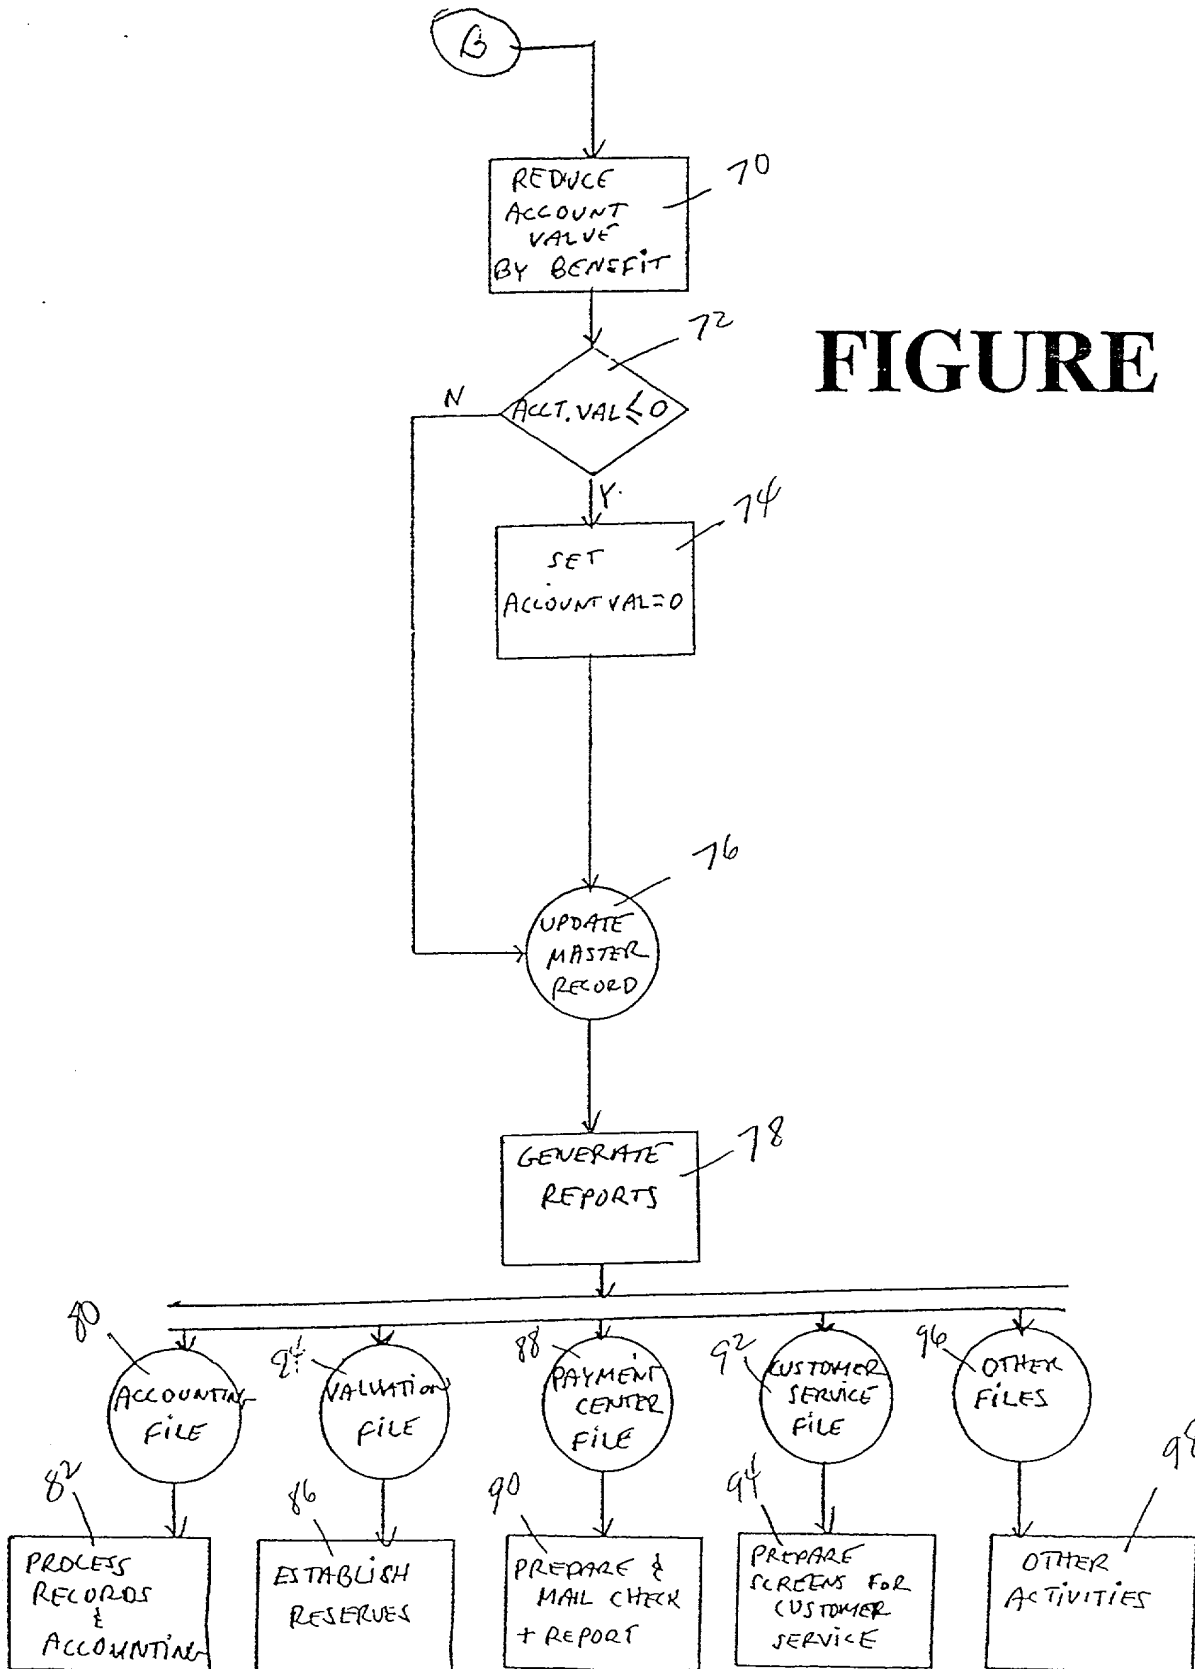 B
REDUCE
ACCOUNT
VALUE
BY BENEFIT
70
72
FIGURE
N
ACCT. VAL ≤ 0
Y.
74
SET
ACCOUNT VAL = 0
76
UPDATE
MASTER
RECORD
78
GENERATE
REPORTS
80
ACCOUNTING
FILE
84
VALUATION
FILE
88
PAYMENT
CENTER
FILE
92
CUSTOMER
SERVICE
FILE
96
OTHER
FILES
82
PROCESS
RECORDS
&
ACCOUNTING
86
ESTABLISH
RESERVES
90
PREPARE &
MAIL CHECK
+ REPORT
94
PREPARE
SCREENS FOR
CUSTOMER
SERVICE
98
OTHER
ACTIVITIES